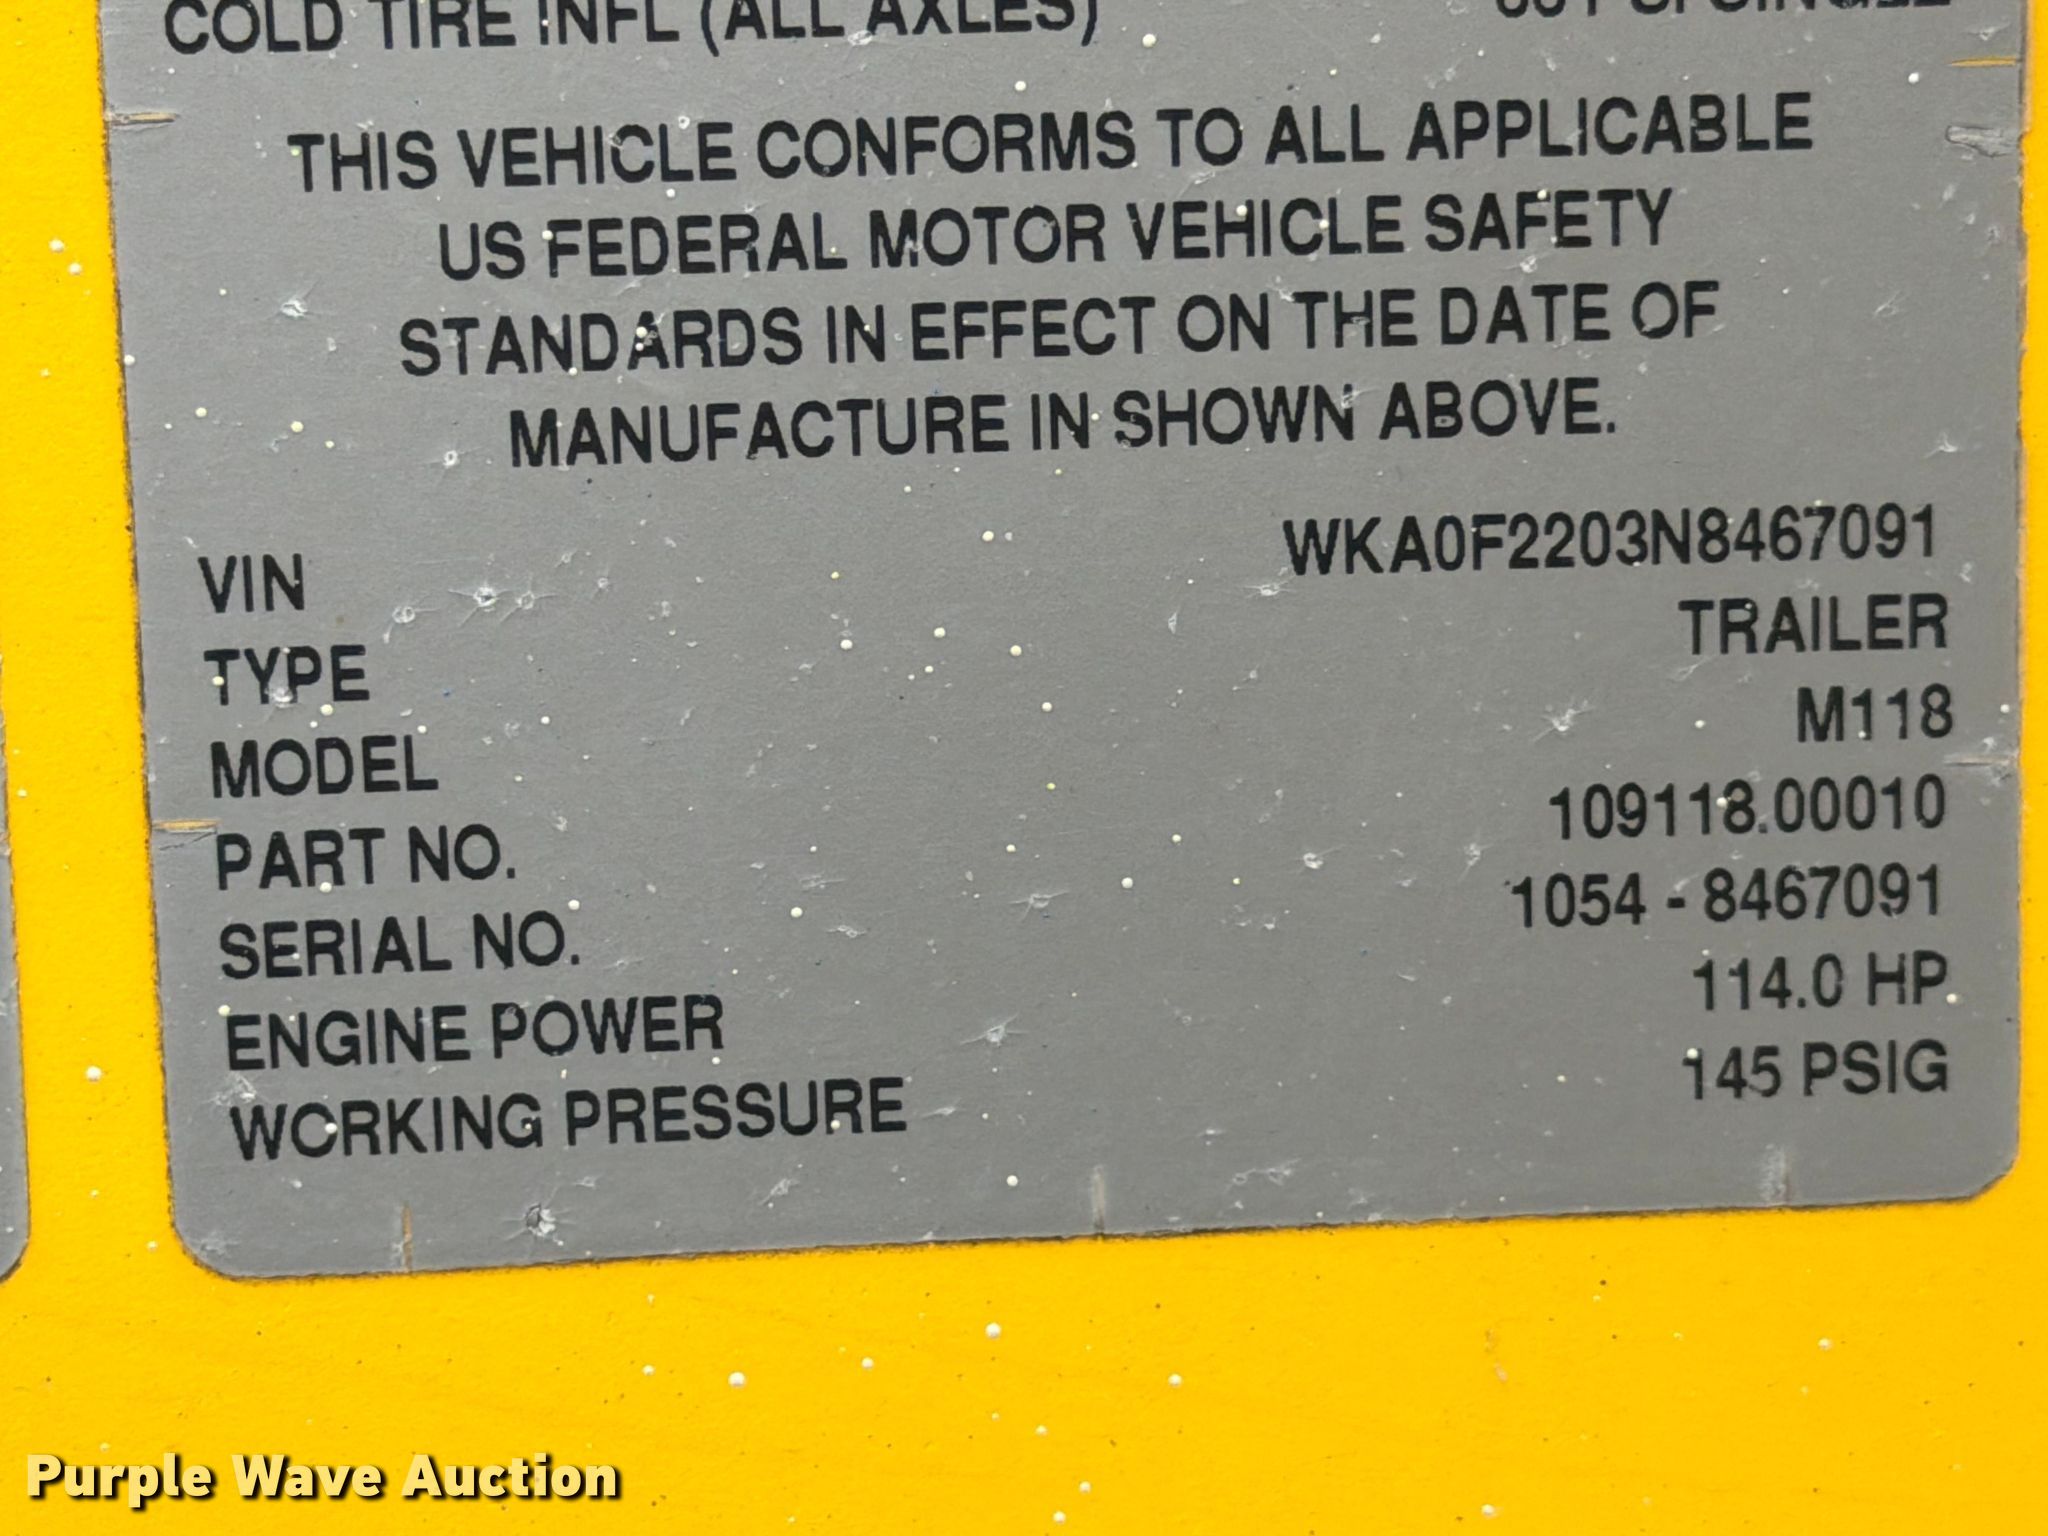 COLD TIRE INFL (ALL AXLES)
THIS VEHICLE CONFORMS TO ALL APPLICABLE
US FEDERAL MOTOR VEHICLE SAFETY
STANDARDS IN EFFECT ON THE DATE OF
MANUFACTURE IN SHOWN ABOVE.
VIN WKA0F2203N8467091
TYPE TRAILER
MODEL M118
PART NO. 109118.00010
SERIAL NO. 1054 - 8467091
ENGINE POWER 114.0 HP
WORKING PRESSURE 145 PSIG
Purple Wave Auction